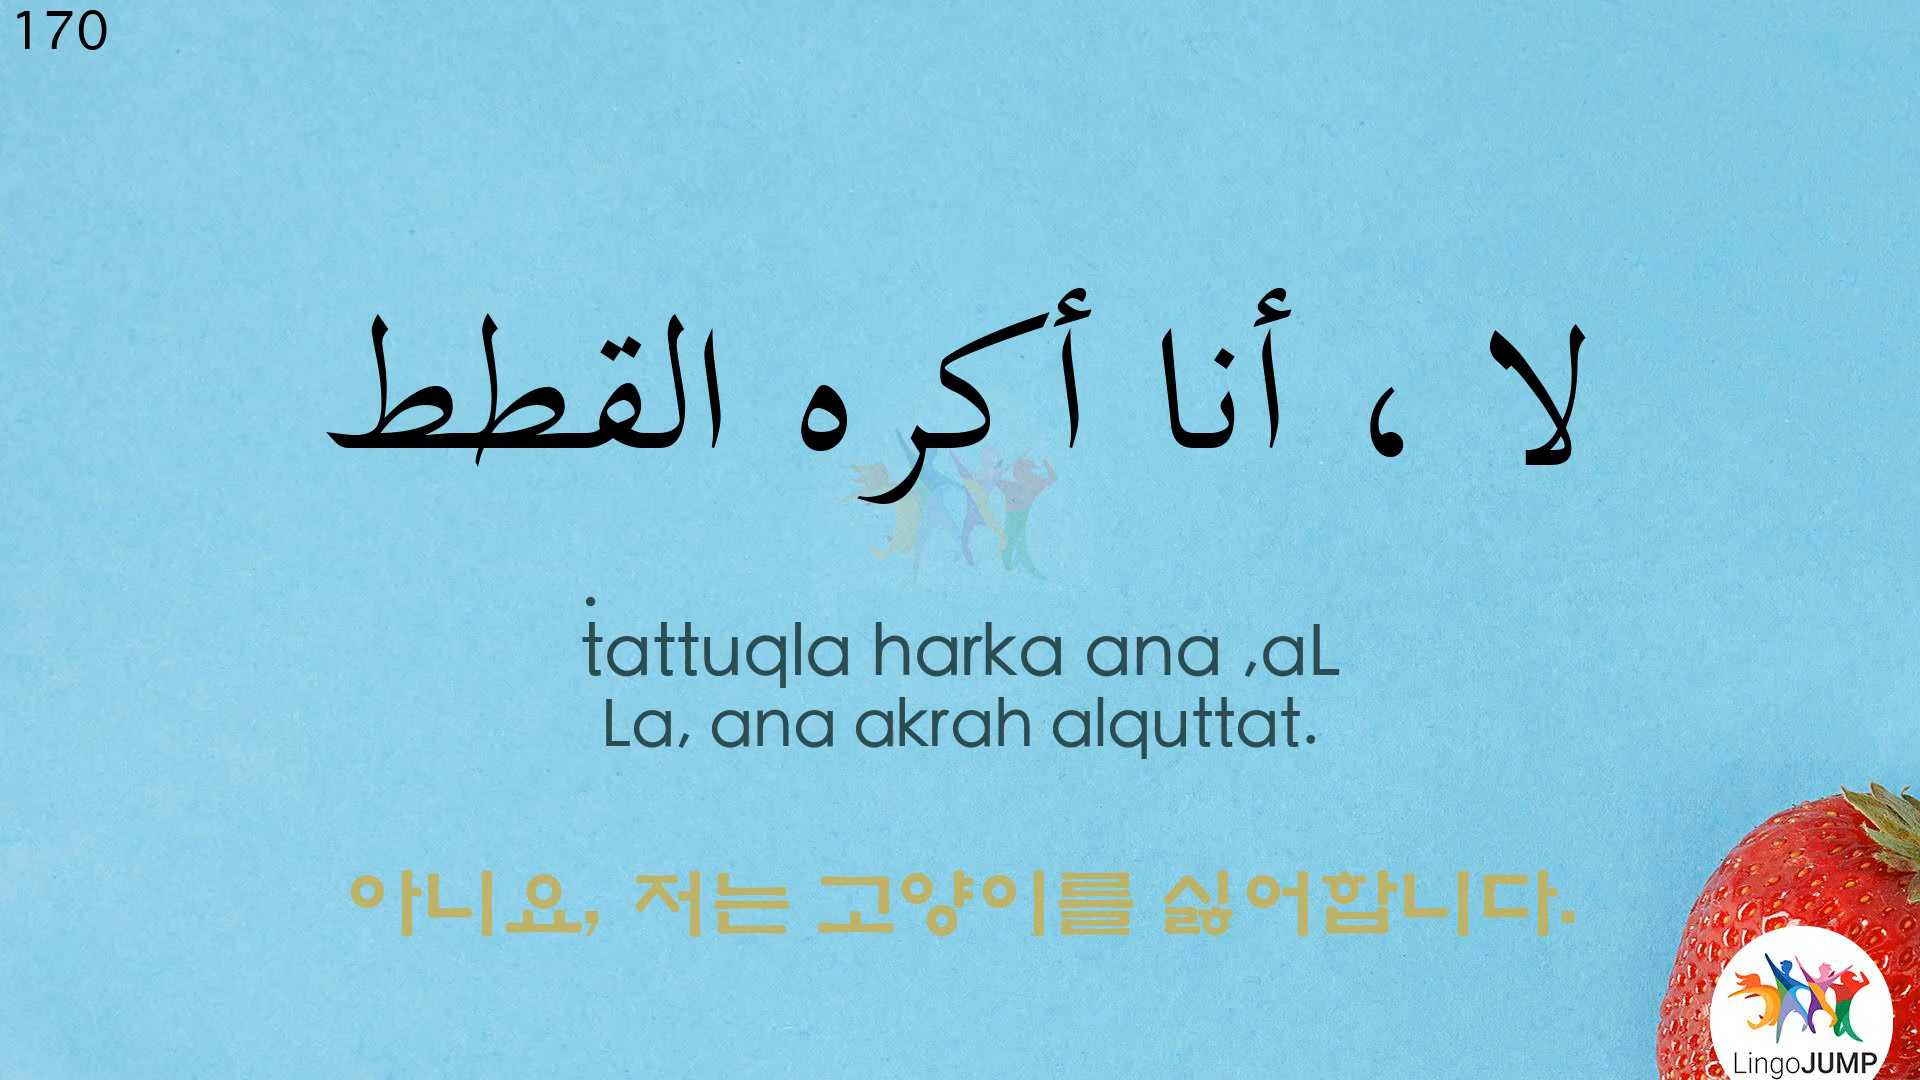 170
لا ، أنا أكره القطط
.
tattuqla harka ana ,aL
La, ana akrah alquttat.
아니요, 저는 고양이를 싫어합니다.
LingoJUMP